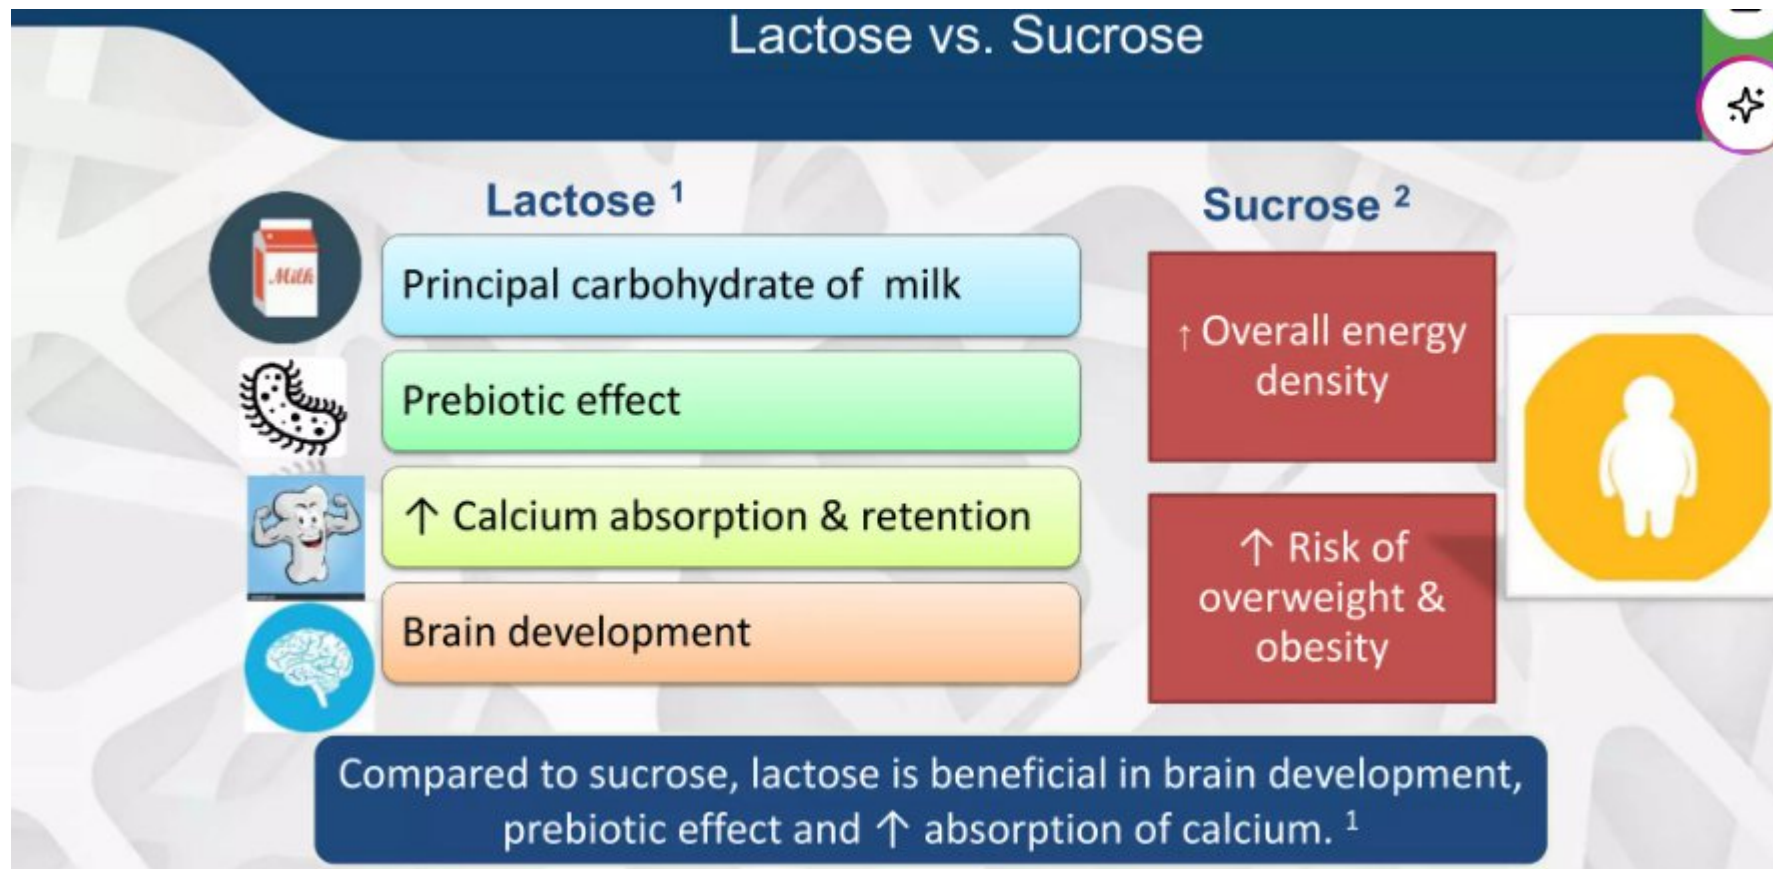 Lactose vs. Sucrose
Lactose ¹
Sucrose ²
Milk
Principal carbohydrate of milk
Prebiotic effect
↑ Calcium absorption & retention
Brain development
↑ Overall energy
density
↑ Risk of
overweight &
obesity
Compared to sucrose, lactose is beneficial in brain development,
prebiotic effect and ↑ absorption of calcium. ¹